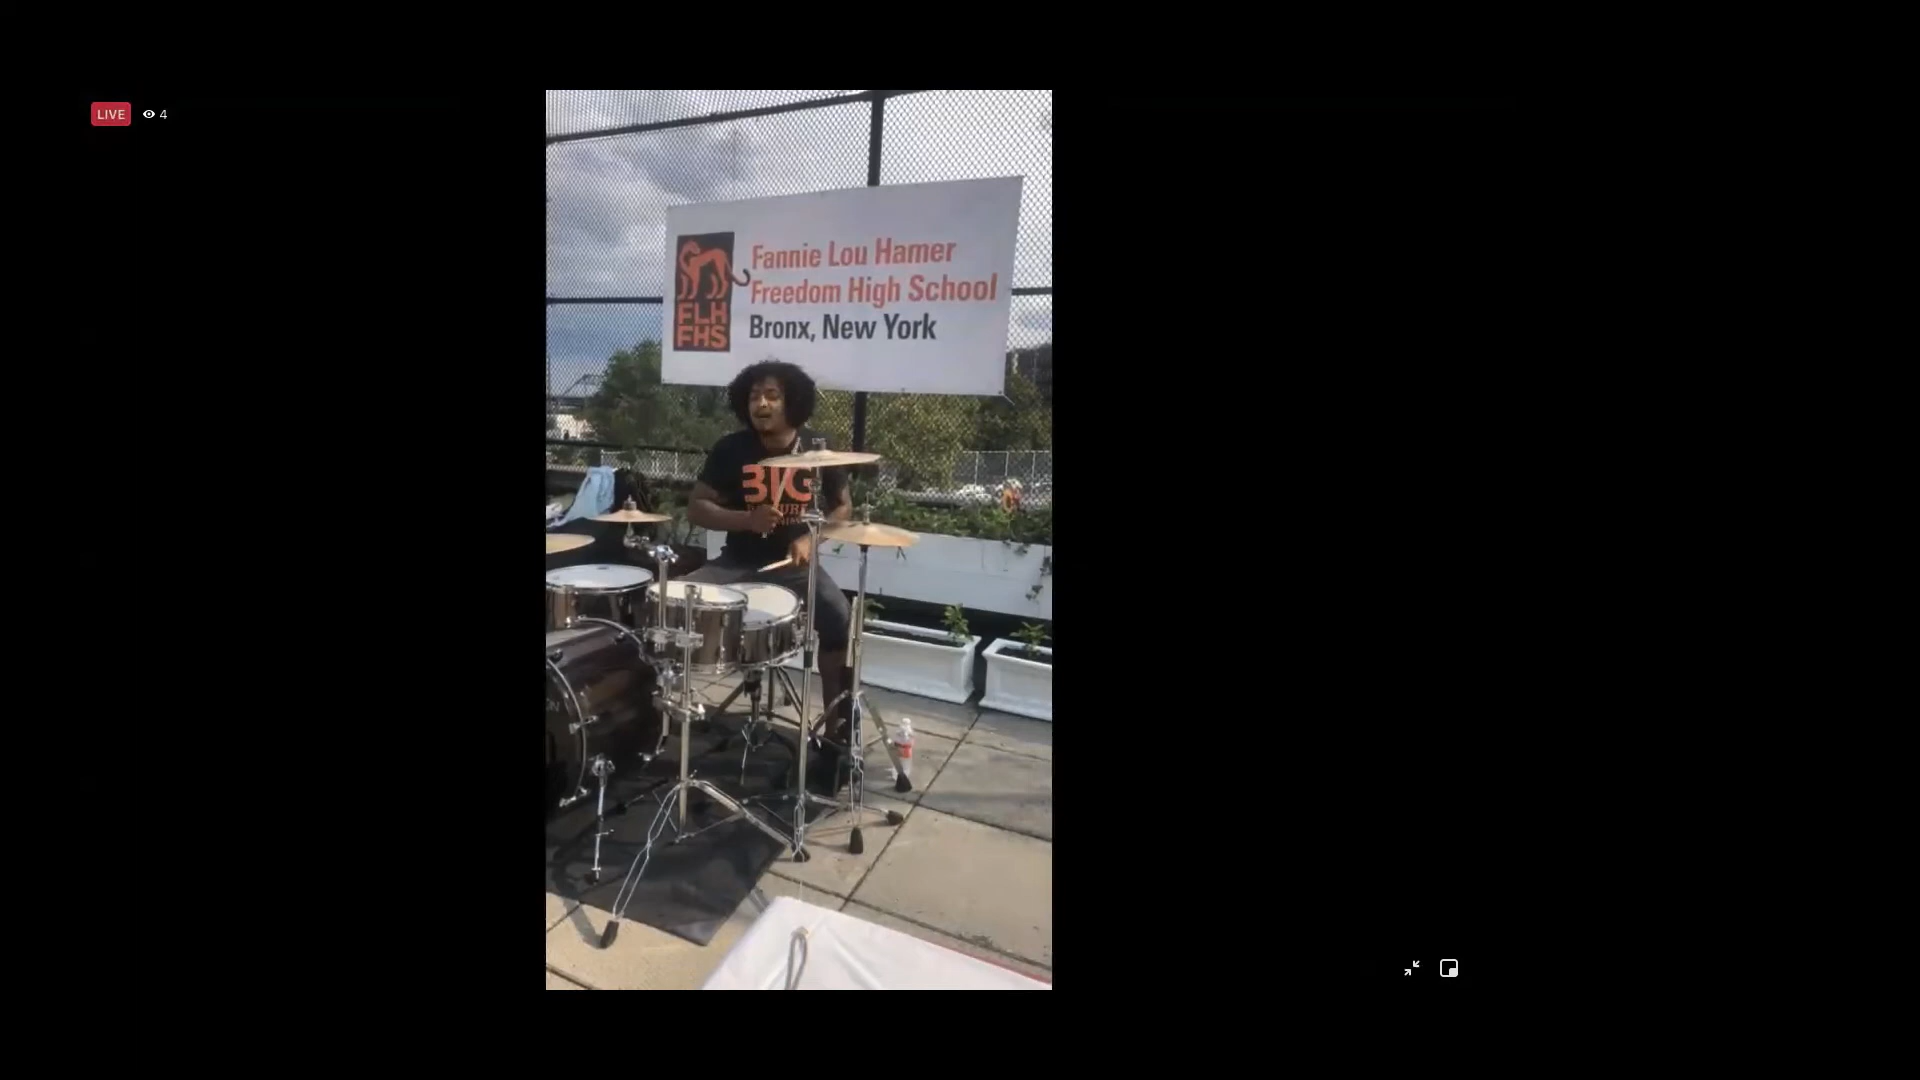 LIVE 4
Fannie Lou Hamer
Freedom High School
Bronx, New York
FLH
FHS
BIG